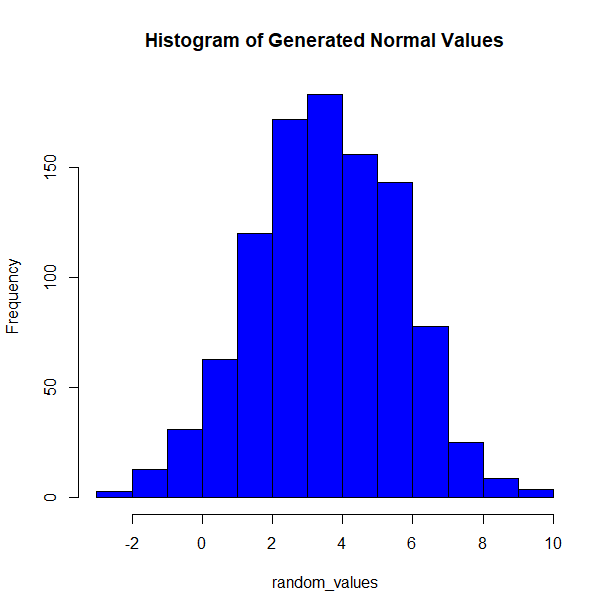 Histogram of Generated Normal Values
Frequency
150
100
50
0
-2 0 2 4 6 8 10
random_values